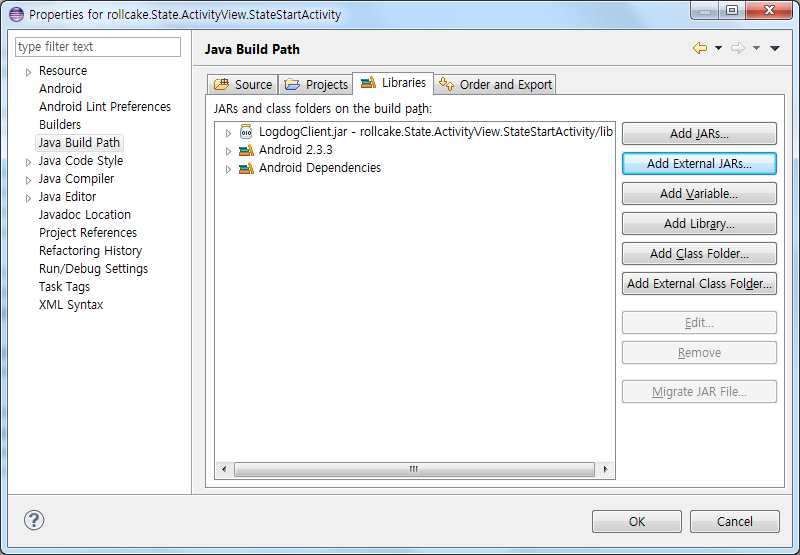 Properties for rollcake.State.ActivityView.StateStartActivity
type filter text
Resource
Android
Android Lint Preferences
Builders
Java Build Path
Java Code Style
Java Compiler
Java Editor
Javadoc Location
Project References
Refactoring History
Run/Debug Settings
Task Tags
XML Syntax
Java Build Path
Source
Projects
Libraries
Order and Export
JARs and class folders on the build path:
LogdogClient.jar - rollcake.State.ActivityView.StateStartActivity/lib
Android 2.3.3
Android Dependencies
Add JARs...
Add External JARs...
Add Variable...
Add Library...
Add Class Folder...
Add External Class Folder...
Edit...
Remove
Migrate JAR File...
?
OK
Cancel